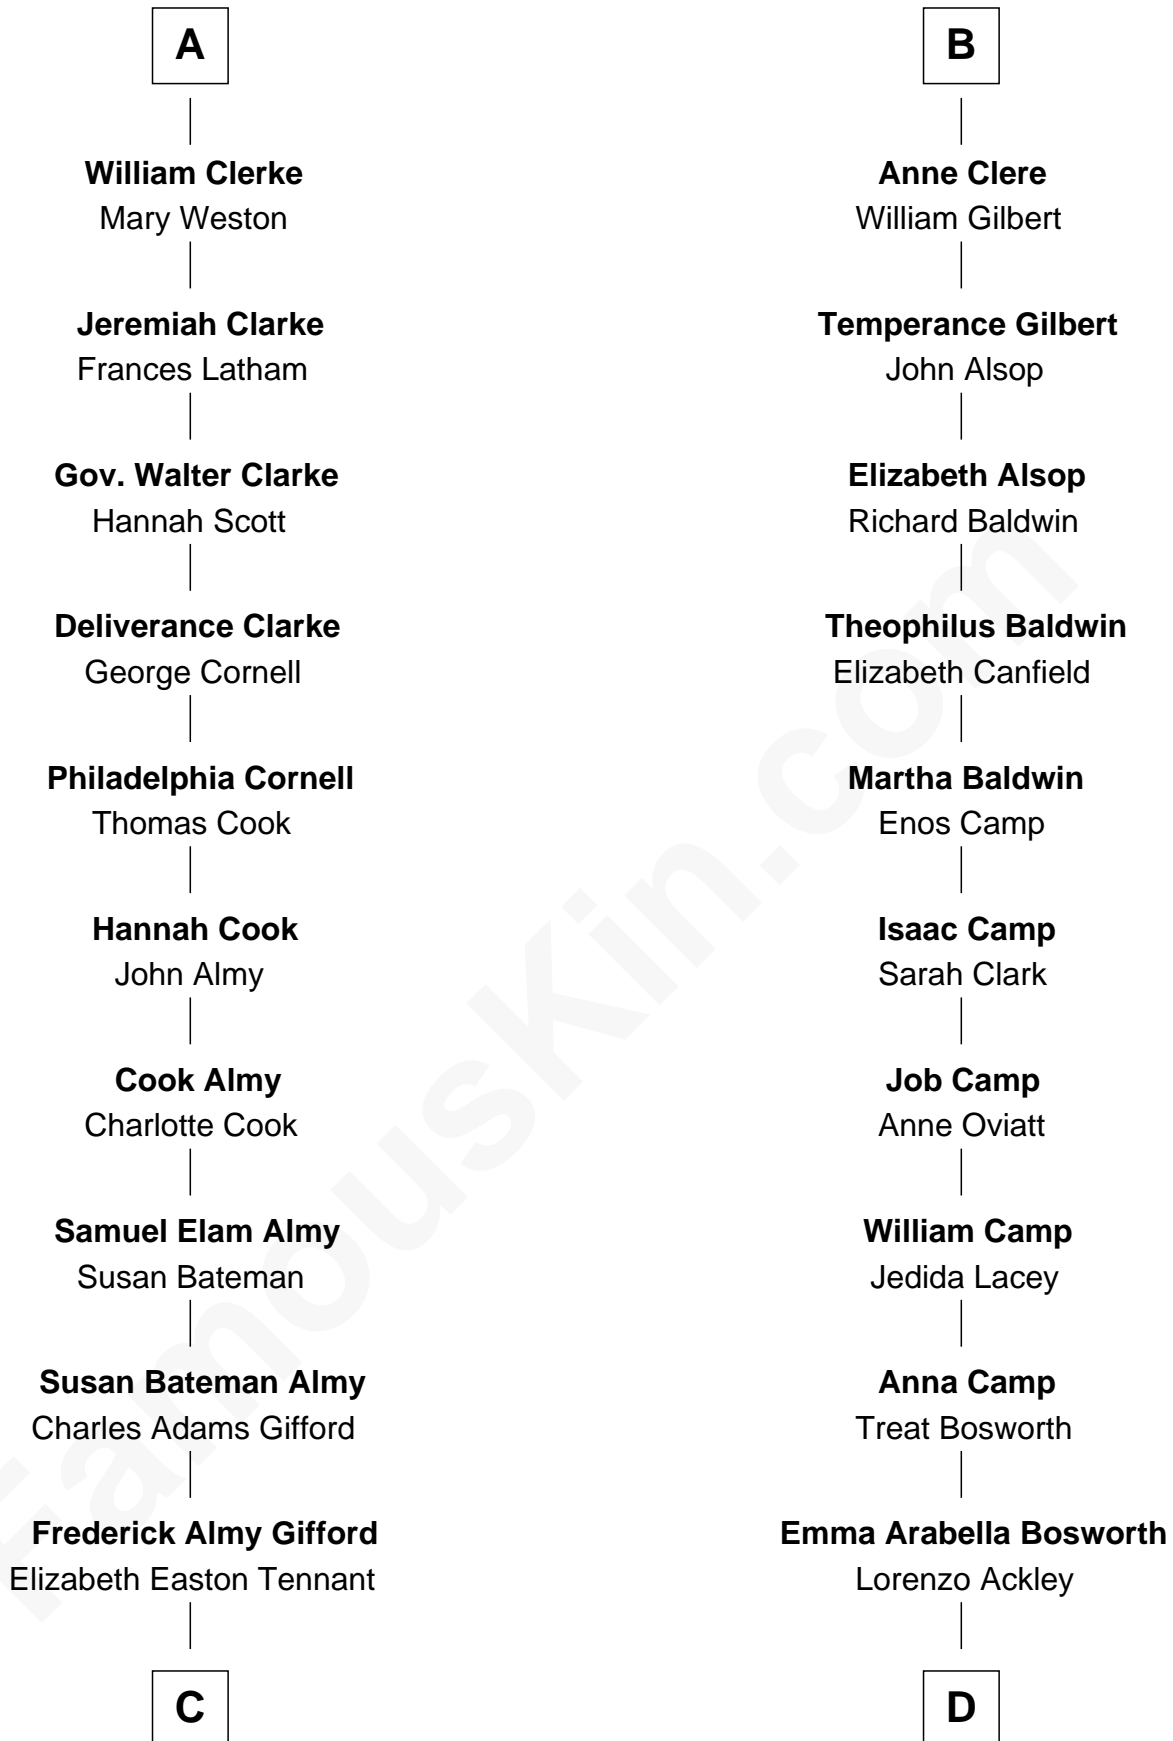 A
William Clerke
Mary Weston
Jeremiah Clarke
Frances Latham
Gov. Walter Clarke
Hannah Scott
Deliverance Clarke
George Cornell
Philadelphia Cornell
Thomas Cook
Hannah Cook
John Almy
Cook Almy
Charlotte Cook
Samuel Elam Almy
Susan Bateman
Susan Bateman Almy
Charles Adams Gifford
Frederick Almy Gifford
Elizabeth Easton Tennant
C
B
Anne Clere
William Gilbert
Temperance Gilbert
John Alsop
Elizabeth Alsop
Richard Baldwin
Theophilus Baldwin
Elizabeth Canfield
Martha Baldwin
Enos Camp
Isaac Camp
Sarah Clark
Job Camp
Anne Oviatt
William Camp
Jedida Lacey
Anna Camp
Treat Bosworth
Emma Arabella Bosworth
Lorenzo Ackley
D
FamousKin.com